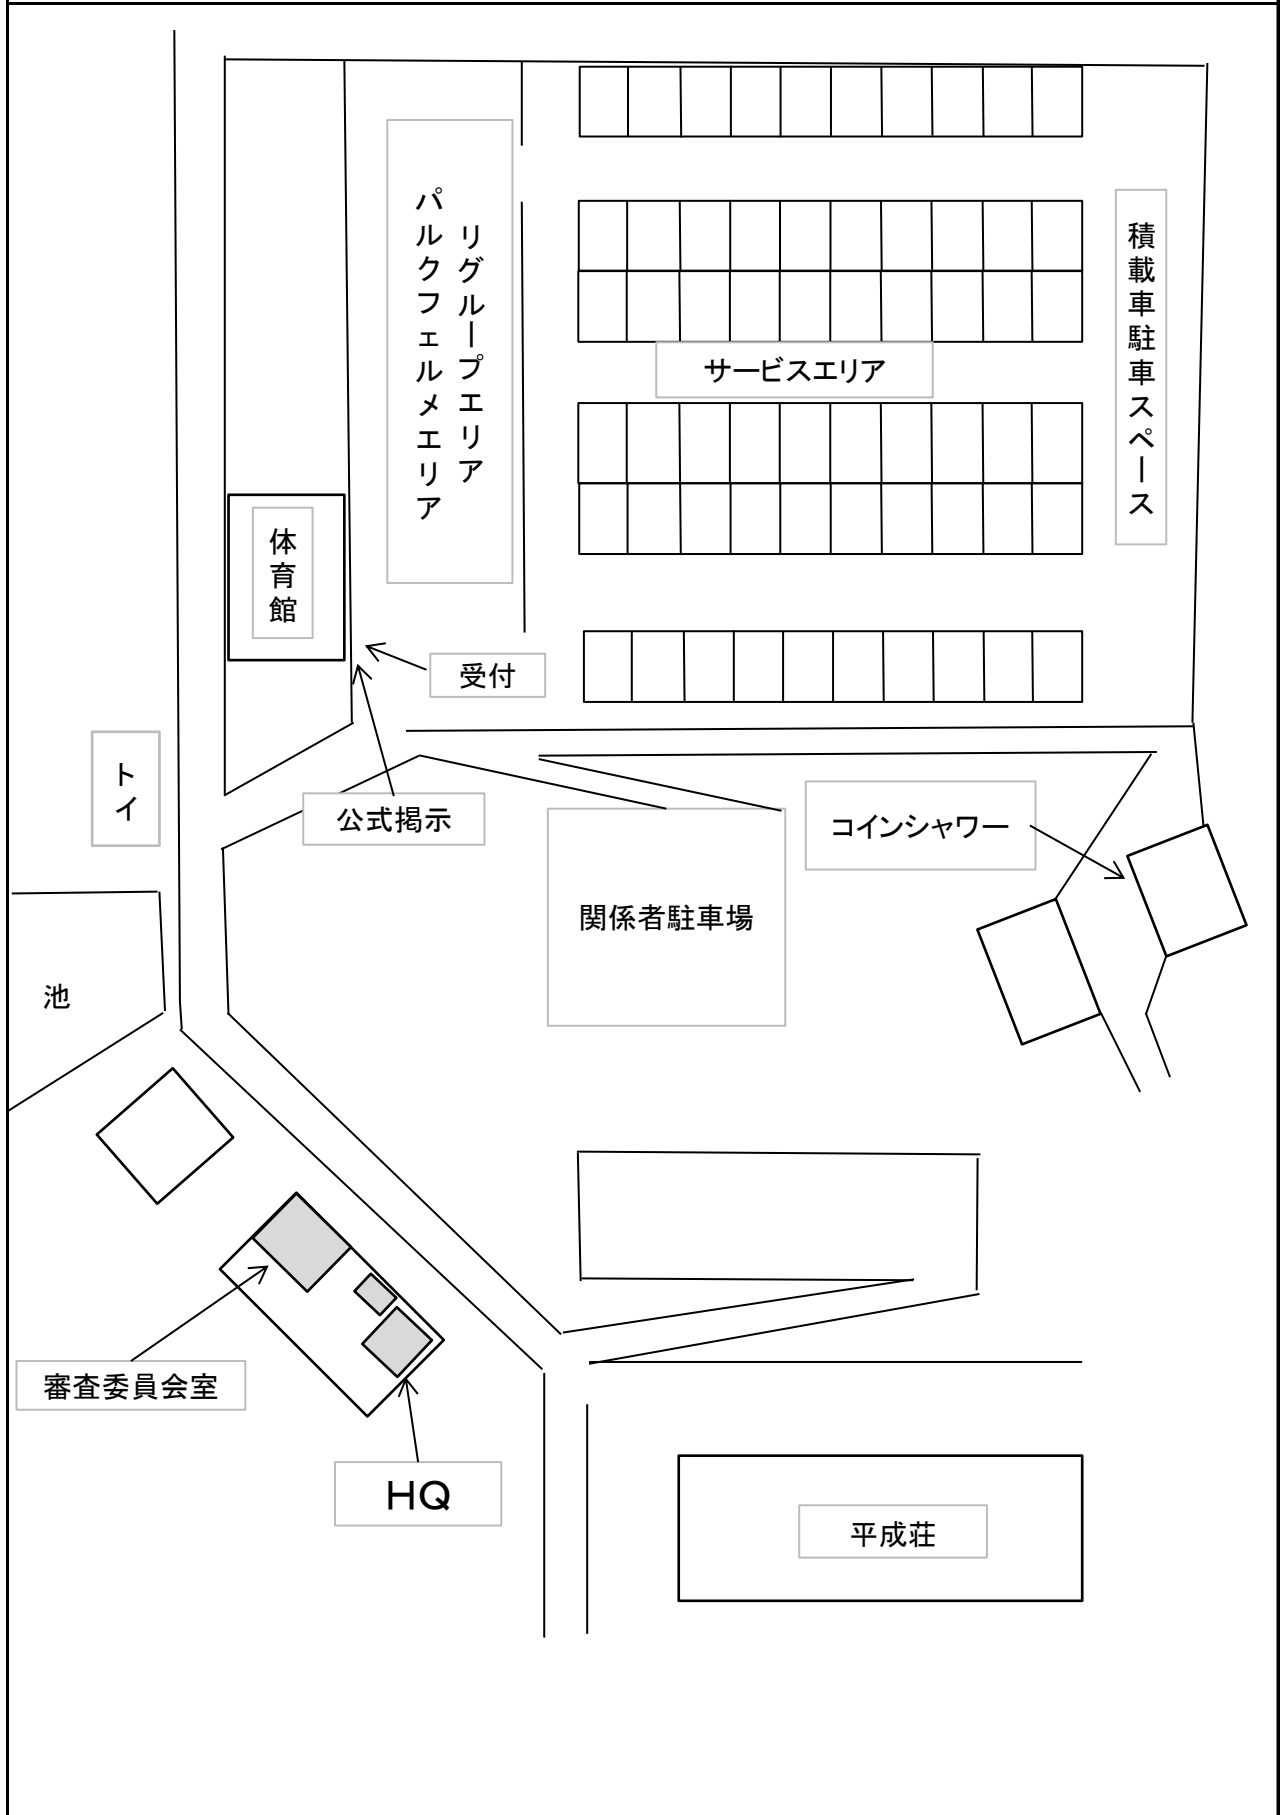 リグループエリア
パルクフェルメエリア
積載車駐車スペース
サービスエリア
体育館
受付
トイ
公式掲示
コインシャワー
関係者駐車場
池
審査委員会室
HQ
平成荘